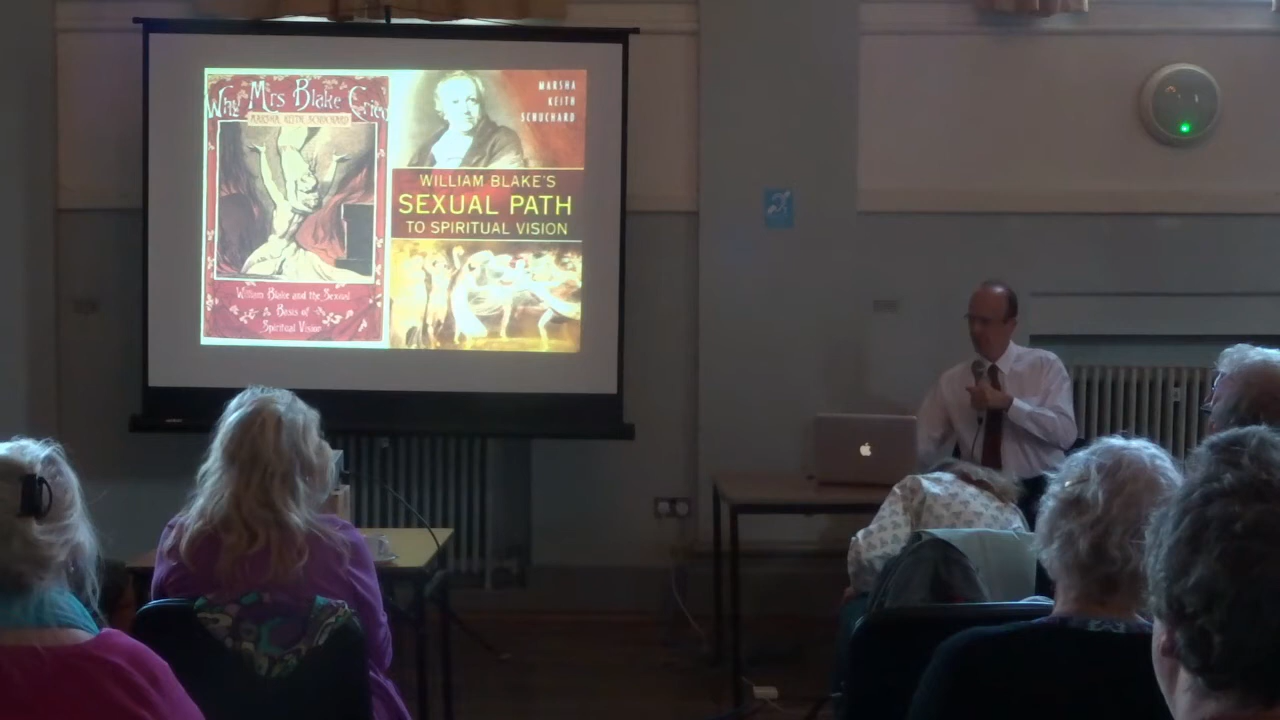 Why Mrs Blake Cried
MARSHA KEITH SCHUCHARD
William Blake and the Sexual
Basis of
Spiritual Vision
MARSHA
KEITH
SCHUCHARD
WILLIAM BLAKE'S
SEXUAL PATH
TO SPIRITUAL VISION